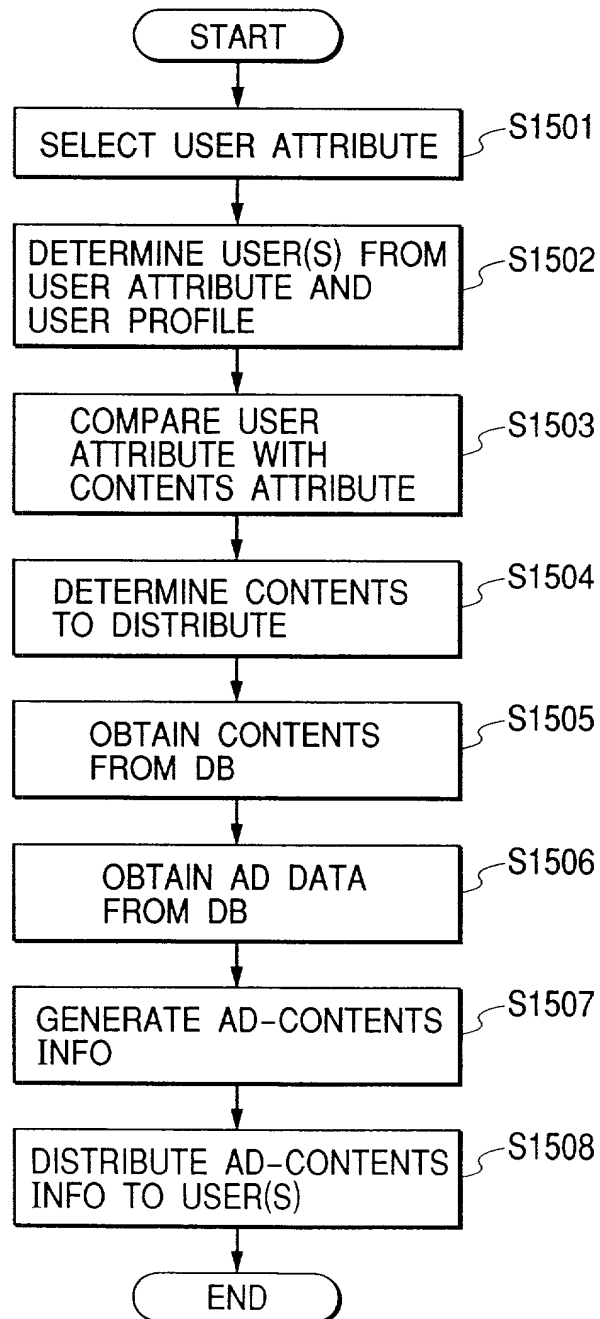 START
SELECT USER ATTRIBUTE
S1501
DETERMINE USER(S) FROM
USER ATTRIBUTE AND
USER PROFILE
S1502
COMPARE USER
ATTRIBUTE WITH
CONTENTS ATTRIBUTE
S1503
DETERMINE CONTENTS
TO DISTRIBUTE
S1504
OBTAIN CONTENTS
FROM DB
S1505
OBTAIN AD DATA
FROM DB
S1506
GENERATE AD-CONTENTS
INFO
S1507
DISTRIBUTE AD-CONTENTS
INFO TO USER(S)
S1508
END